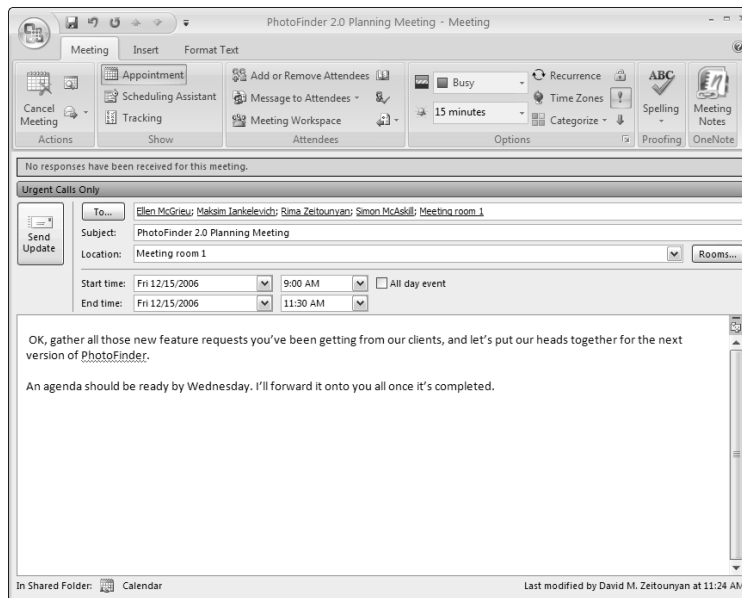 PhotoFinder 2.0 Planning Meeting - Meeting
Meeting Insert Format Text
Cancel Meeting
Actions
Appointment
Scheduling Assistant
Tracking
Show
Add or Remove Attendees
Message to Attendees
Meeting Workspace
Attendees
Busy
15 minutes
Recurrence
Time Zones
Categorize
Options
ABC
Spelling
Proofing
Meeting Notes
OneNote
No responses have been received for this meeting.
Urgent Calls Only
Send Update
To... Ellen McGrieu; Maksim Iankelevich; Rima Zeitounyan; Simon McAskill; Meeting room 1
Subject: PhotoFinder 2.0 Planning Meeting
Location: Meeting room 1 Rooms...
Start time: Fri 12/15/2006 9:00 AM All day event
End time: Fri 12/15/2006 11:30 AM
OK, gather all those new feature requests you've been getting from our clients, and let's put our heads together for the next
version of PhotoFinder.
An agenda should be ready by Wednesday. I'll forward it onto you all once it's completed.
In Shared Folder: Calendar Last modified by David M. Zeitounyan at 11:24 AM